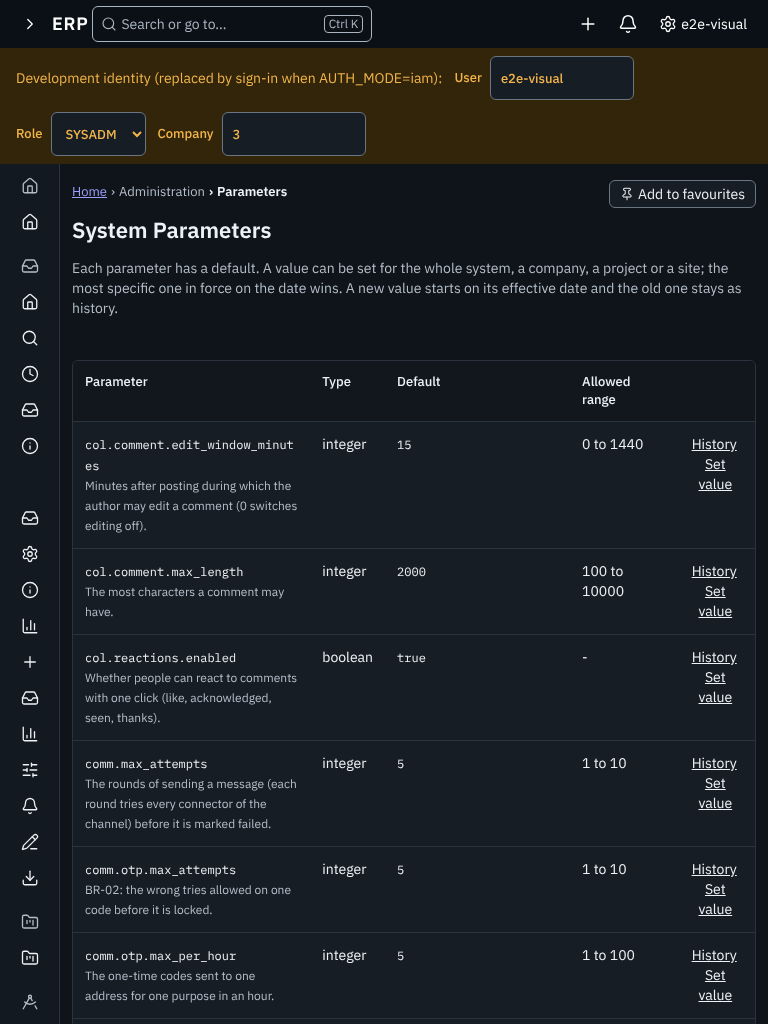 ERP
Search or go to...
Ctrl K
e2e-visual
Development identity (replaced by sign-in when AUTH_MODE=iam):
User
e2e-visual
Role
SYSADM
Company
3
Home › Administration › Parameters
Add to favourites
System Parameters
Each parameter has a default. A value can be set for the whole system, a company, a project or a site; the
most specific one in force on the date wins. A new value starts on its effective date and the old one stays as
history.
Parameter Type Default Allowed
range
col.comment.edit_window_minut integer 15 0 to 1440 History
es Set
Minutes after posting during which the value
author may edit a comment (0 switches
editing off).
col.comment.max_length integer 2000 100 to History
The most characters a comment may 10000 Set
have. value
col.reactions.enabled boolean true - History
Whether people can react to comments Set
with one click (like, acknowledged, value
seen, thanks).
comm.max_attempts integer 5 1 to 10 History
The rounds of sending a message (each Set
round tries every connector of the value
channel) before it is marked failed.
comm.otp.max_attempts integer 5 1 to 10 History
BR-02: the wrong tries allowed on one Set
code before it is locked. value
comm.otp.max_per_hour integer 5 1 to 100 History
The one-time codes sent to one Set
address for one purpose in an hour. value